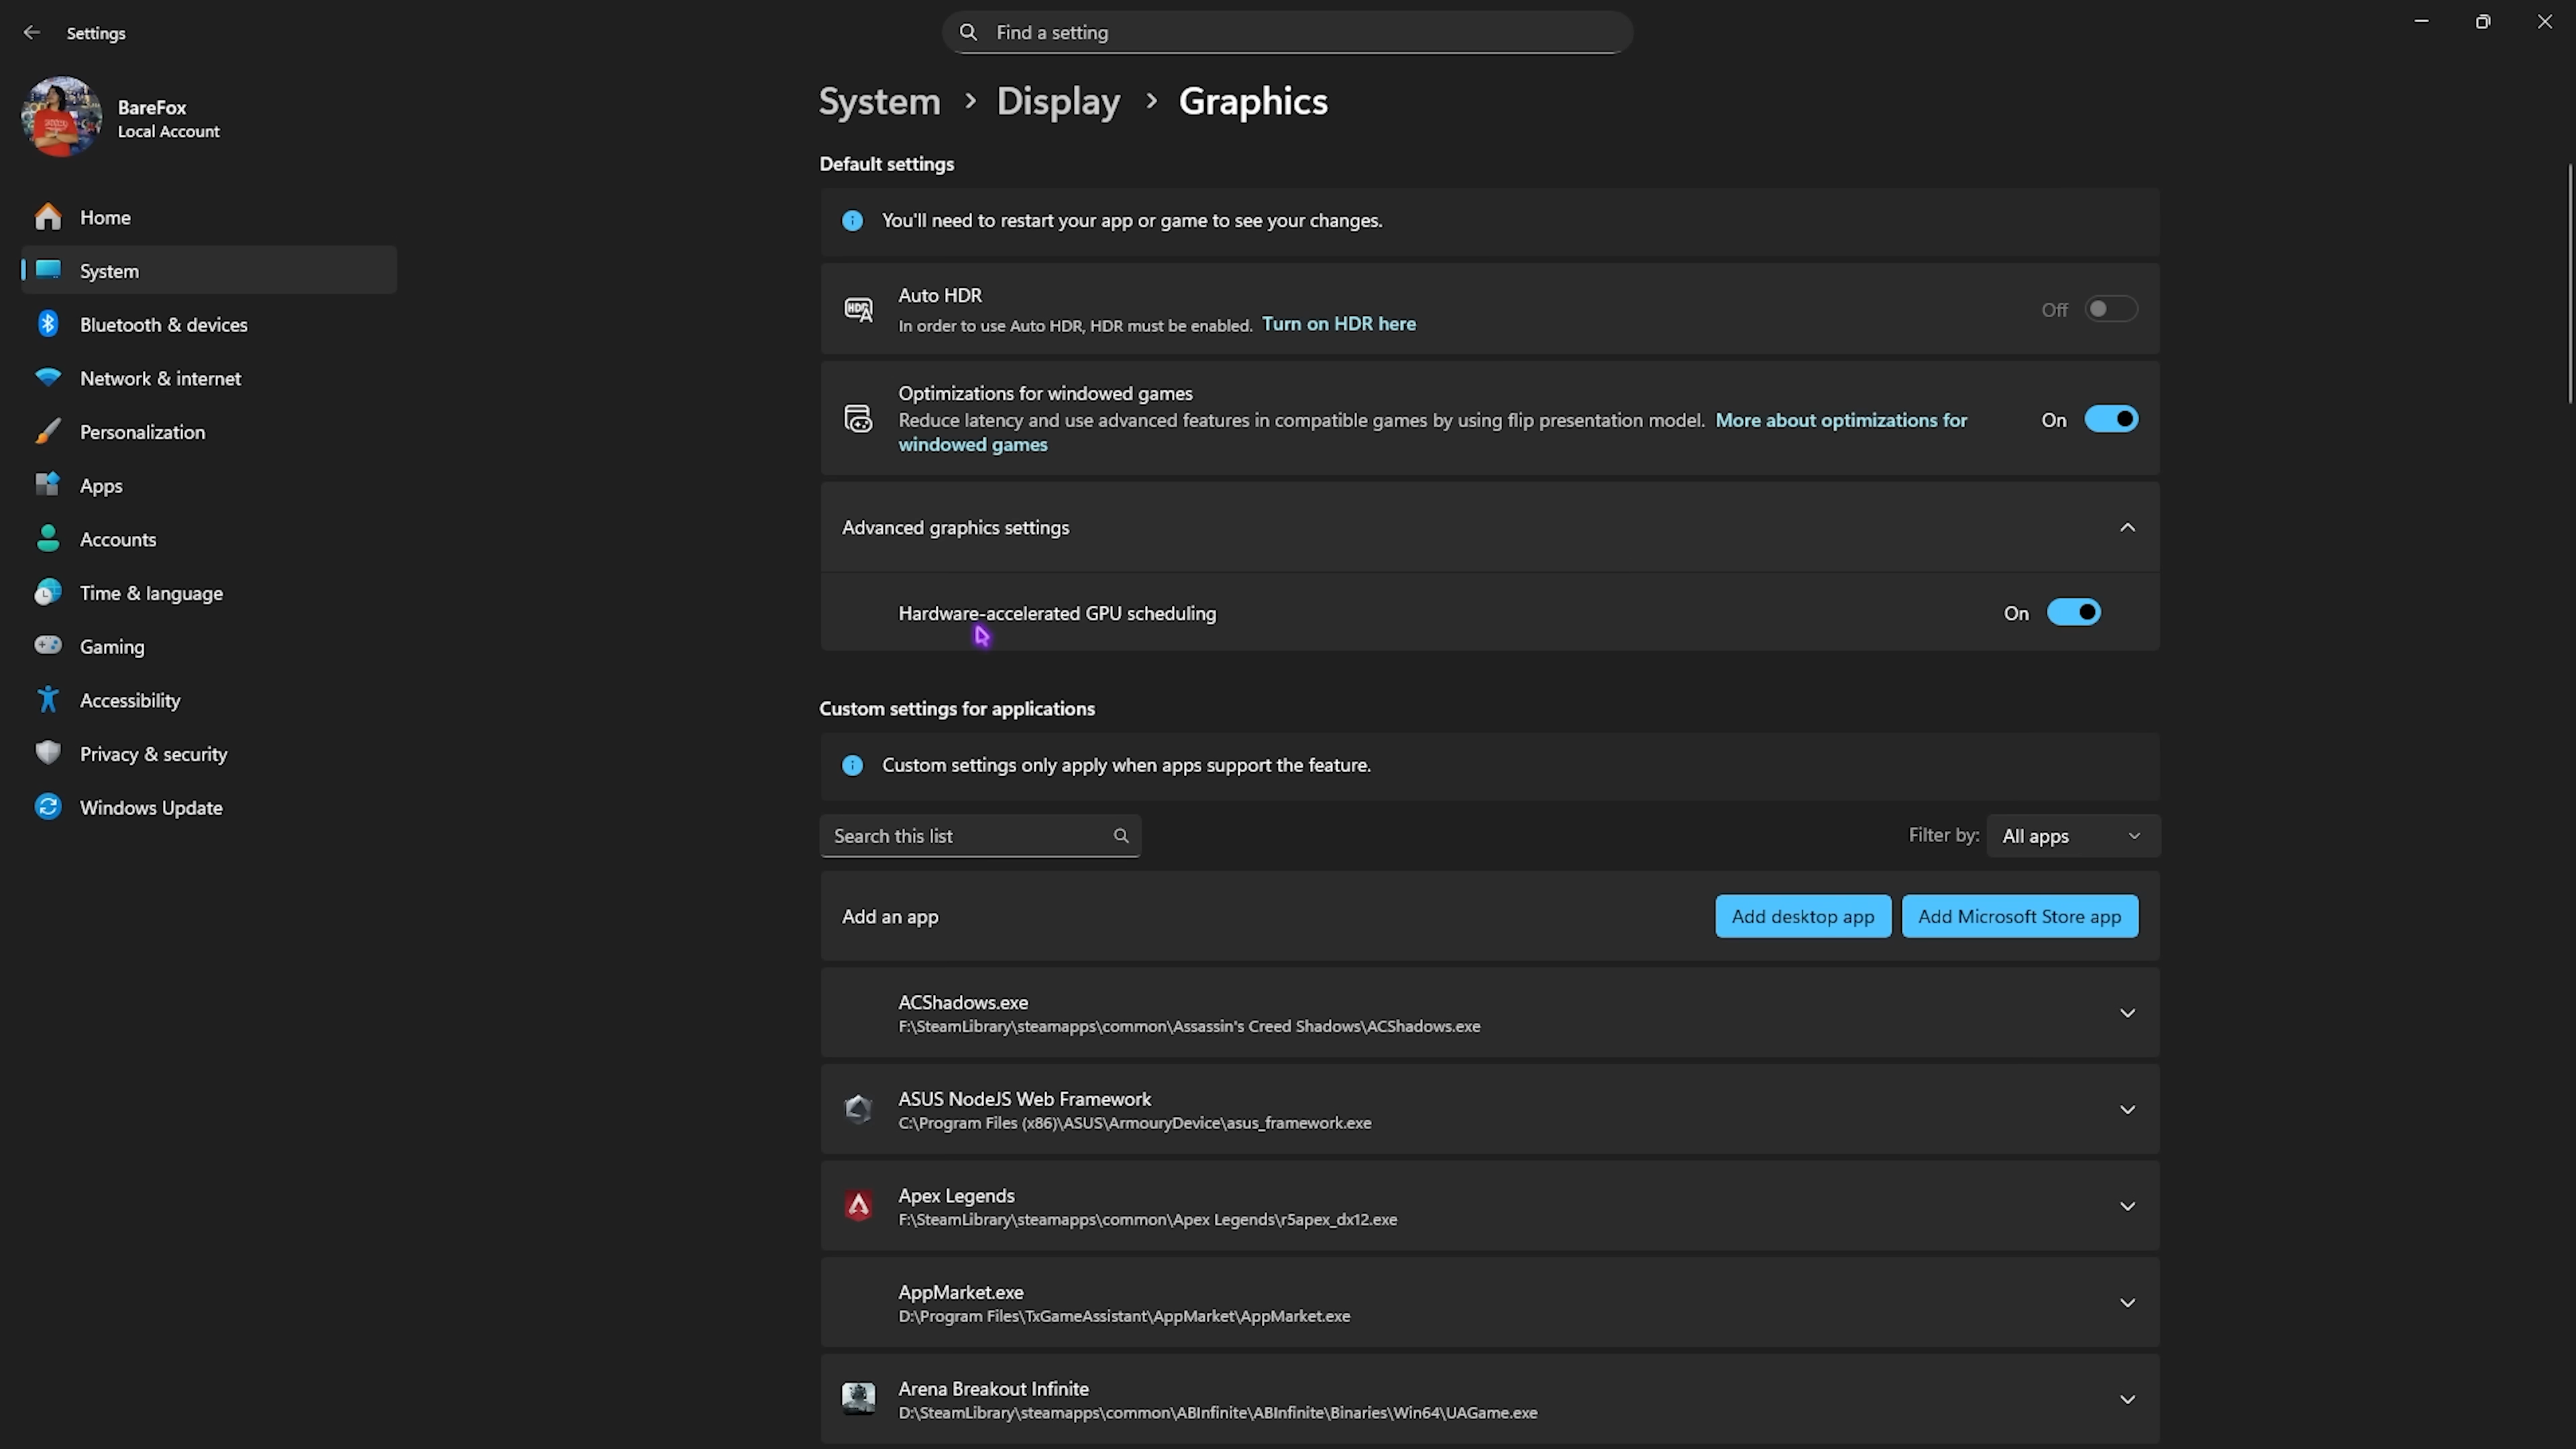 Settings
Find a setting
BareFox
Local Account
Home
System
Bluetooth & devices
Network & internet
Personalization
Apps
Accounts
Time & language
Gaming
Accessibility
Privacy & security
Windows Update
System > Display > Graphics
Default settings
You'll need to restart your app or game to see your changes.
Auto HDR
In order to use Auto HDR, HDR must be enabled. Turn on HDR here
Off
Optimizations for windowed games
Reduce latency and use advanced features in compatible games by using flip presentation model. More about optimizations for
windowed games
On
Advanced graphics settings
Hardware-accelerated GPU scheduling
On
Custom settings for applications
Custom settings only apply when apps support the feature.
Search this list
Filter by: All apps
Add an app
Add desktop app
Add Microsoft Store app
ACShadows.exe
F:\SteamLibrary\steamapps\common\Assassin's Creed Shadows\ACShadows.exe
ASUS NodeJS Web Framework
C:\Program Files (x86)\ASUS\ArmouryDevice\asus_framework.exe
Apex Legends
F:\SteamLibrary\steamapps\common\Apex Legends\r5apex_dx12.exe
AppMarket.exe
D:\Program Files\TxGameAssistant\AppMarket\AppMarket.exe
Arena Breakout Infinite
D:\SteamLibrary\steamapps\common\ABInfinite\ABInfinite\Binaries\Win64\UAGame.exe